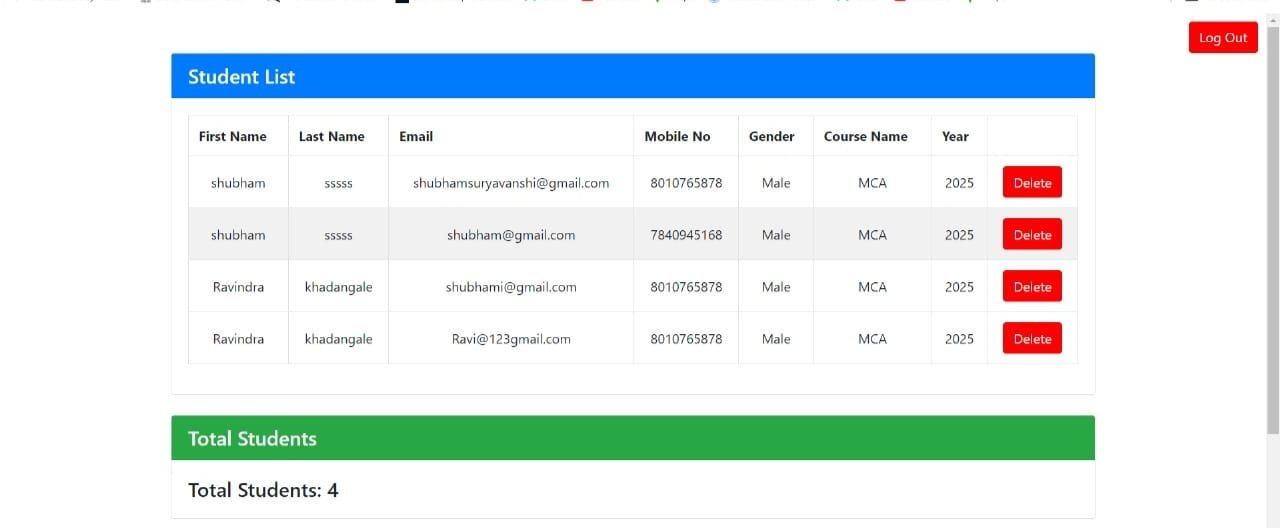 Log Out
Student List
First Name Last Name Email Mobile No Gender Course Name Year
shubham sssss shubhamsuryavanshi@gmail.com 8010765878 Male MCA 2025 Delete
shubham sssss shubham@gmail.com 7840945168 Male MCA 2025 Delete
Ravindra khadangale shubhami@gmail.com 8010765878 Male MCA 2025 Delete
Ravindra khadangale Ravi@123gmail.com 8010765878 Male MCA 2025 Delete
Total Students
Total Students: 4